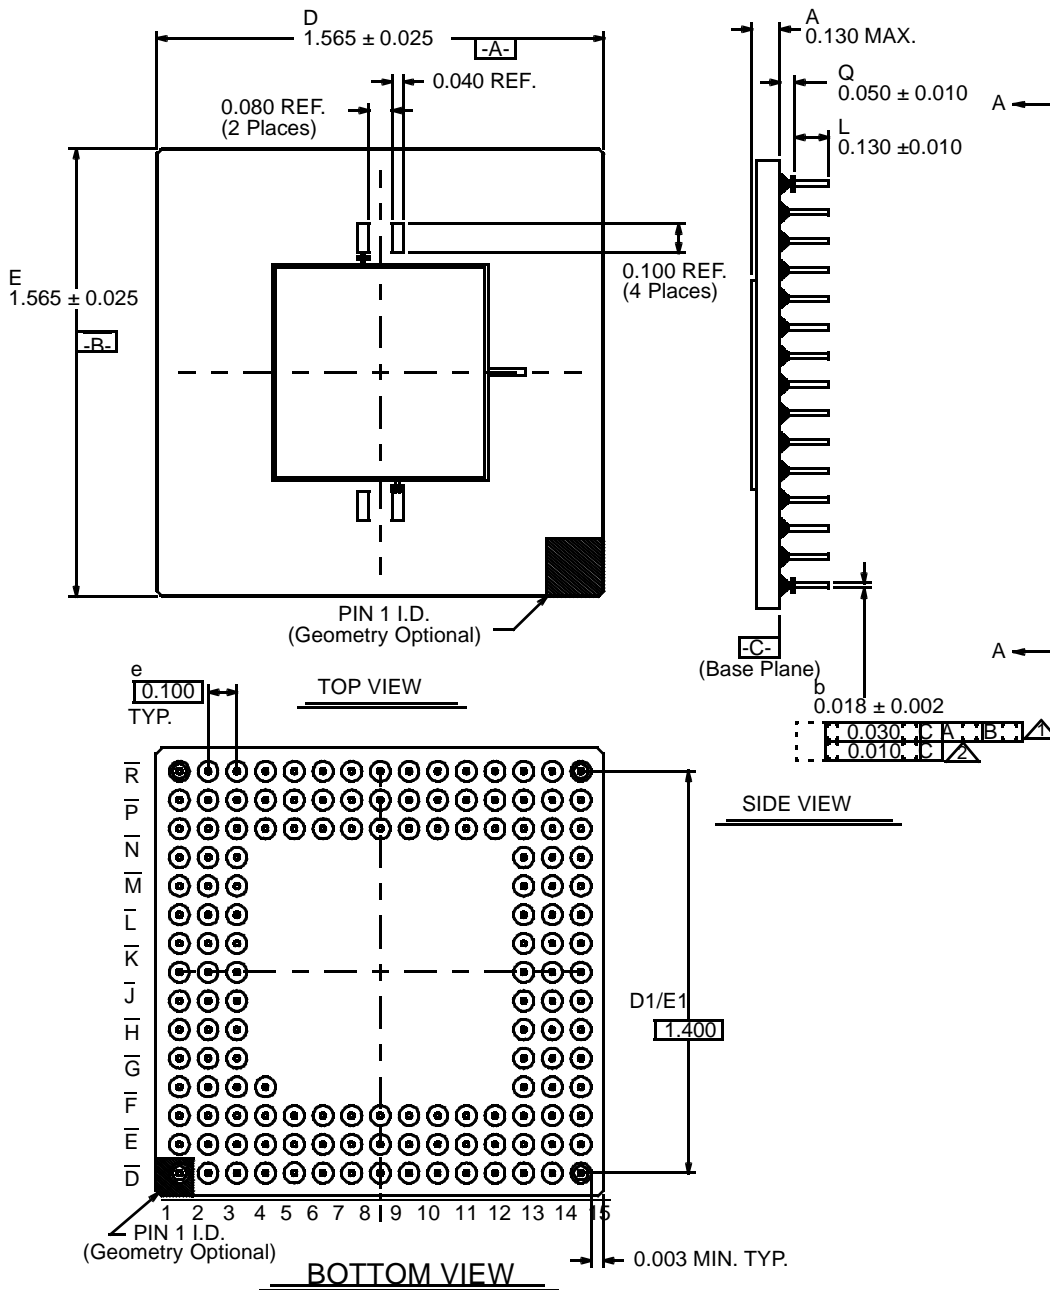 D
1.565 ± 0.025
-A-
0.040 REF.
0.080 REF.
(2 Places)
E
1.565 ± 0.025
-B-
0.100 REF.
(4 Places)
PIN 1 I.D.
(Geometry Optional)
TOP VIEW
A
0.130 MAX.
Q
0.050 ± 0.010
A
L
0.130 ±0.010
-C-
(Base Plane)
A
b
0.018 ± 0.002
0.030 C A B 1
0.010 C 2
SIDE VIEW
e
0.100
TYP.
R
P
N
M
L
K
J
H
G
F
E
D
D1/E1
1.400
1 2 3 4 5 6 7 8 9 10 11 12 13 14 15
PIN 1 I.D.
(Geometry Optional)
0.003 MIN. TYP.
BOTTOM VIEW